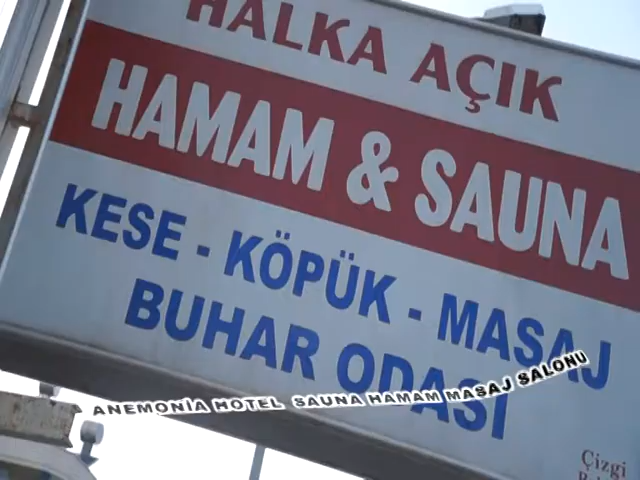 HALKA AÇIK
HAMAM & SAUNA
KESE - KÖPÜK - MASAJ
BUHAR ODASI
ANEMONİA HOTEL SAUNA HAMAM MASAJ SALONU
Çizgi